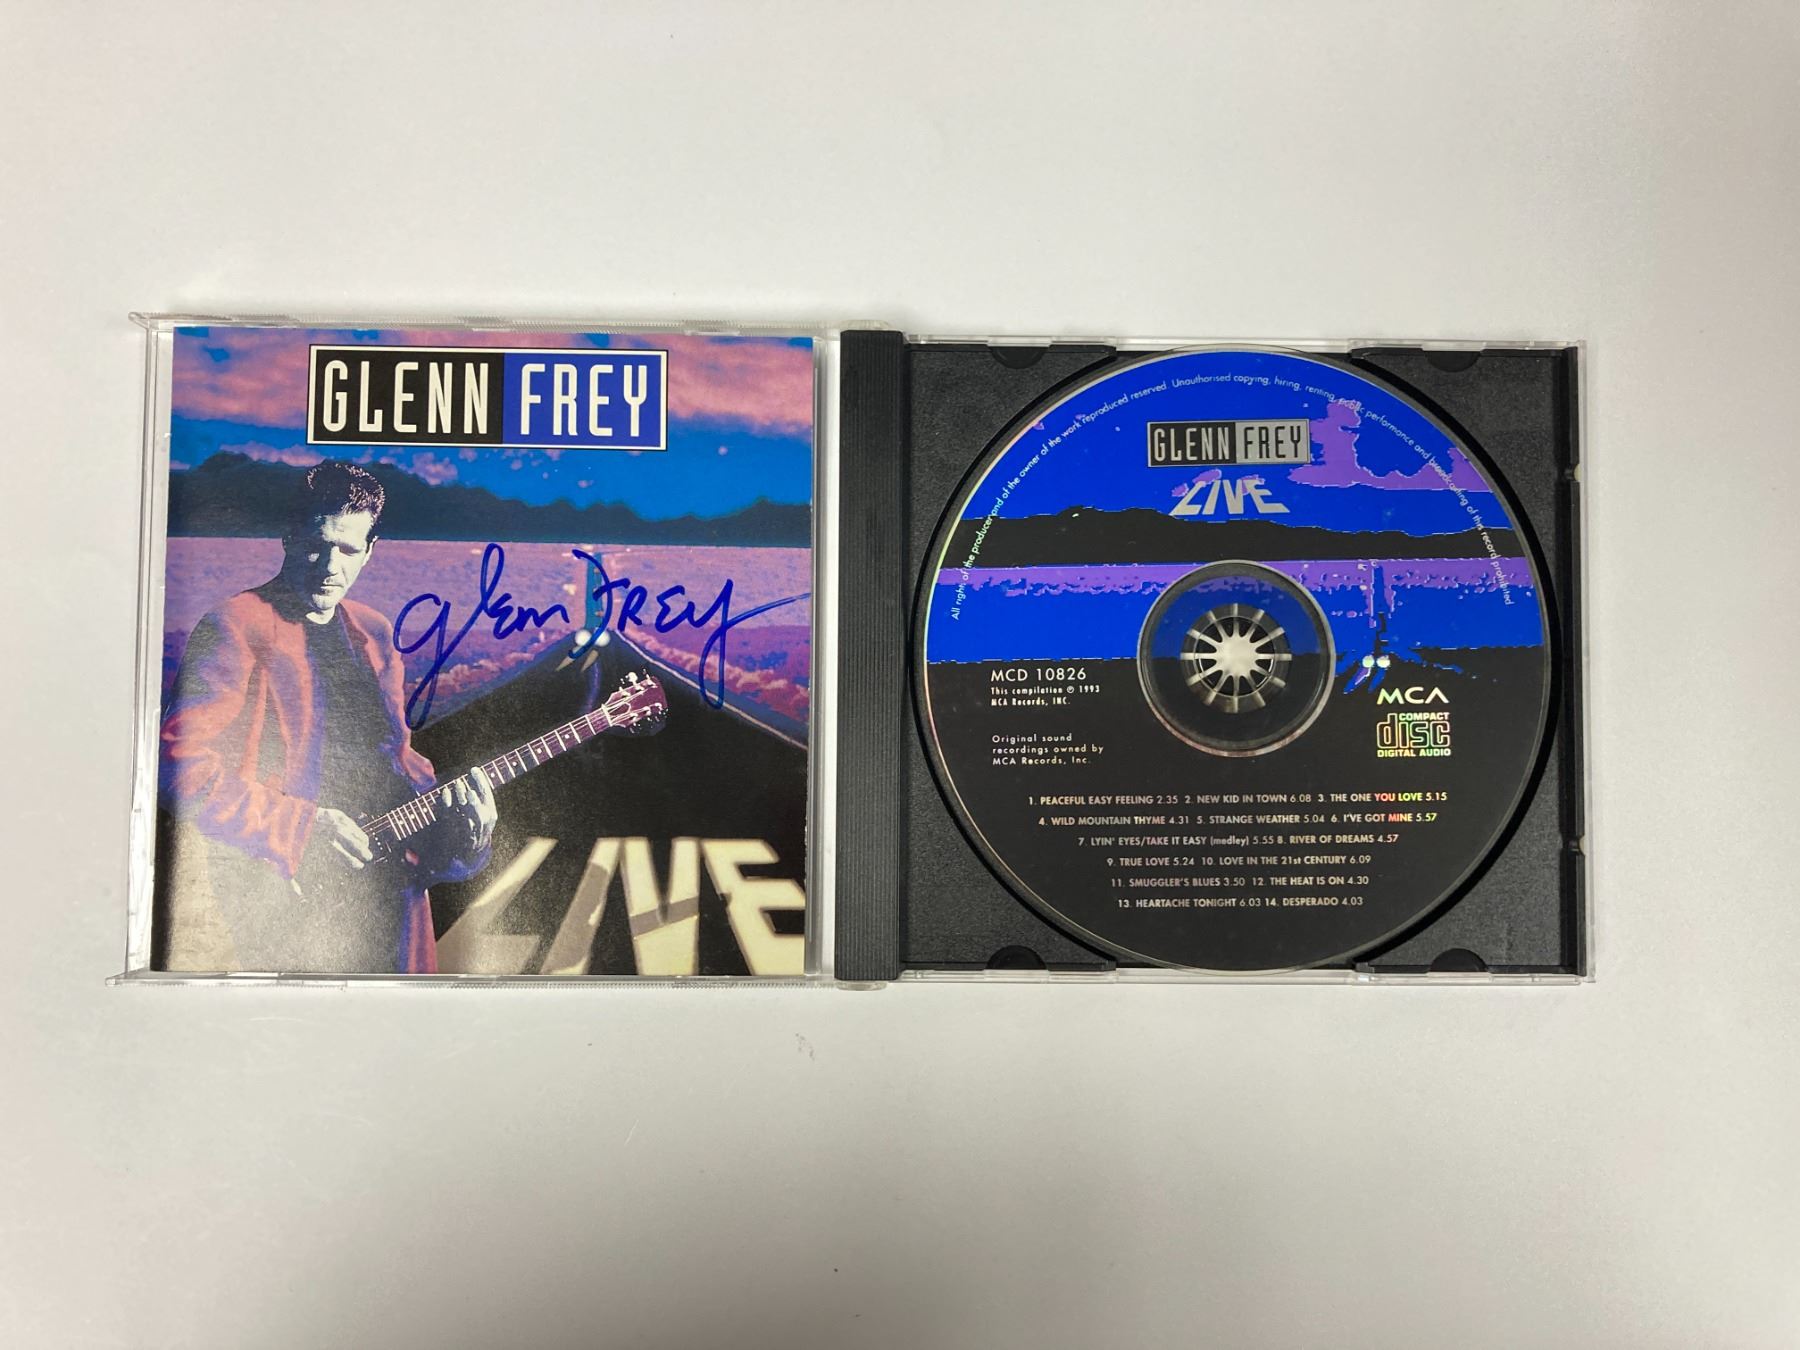 GLENN FREY
glenn FREY
LIVE
All rights of the producer and of the owner of the work reproduced reserved. Unauthorised copying, hiring, renting, public performance and broadcasting of this record prohibited
GLENN FREY
LIVE
MCD 10826
This compilation ℗ 1993
MCA Records, INC.
Original sound
recordings owned by
MCA Records, Inc.
MCA
COMPACT
disc
DIGITAL AUDIO
1. PEACEFUL EASY FEELING 2.35 2. NEW KID IN TOWN 6.08 3. THE ONE YOU LOVE 5.15
4. WILD MOUNTAIN THYME 4.31 5. STRANGE WEATHER 5.04 6. I'VE GOT MINE 5.57
7. LYIN' EYES/TAKE IT EASY (medley) 5.55 8. RIVER OF DREAMS 4.57
9. TRUE LOVE 5.24 10. LOVE IN THE 21st CENTURY 6.09
11. SMUGGLER'S BLUES 3.50 12. THE HEAT IS ON 4.30
13. HEARTACHE TONIGHT 6.03 14. DESPERADO 4.03